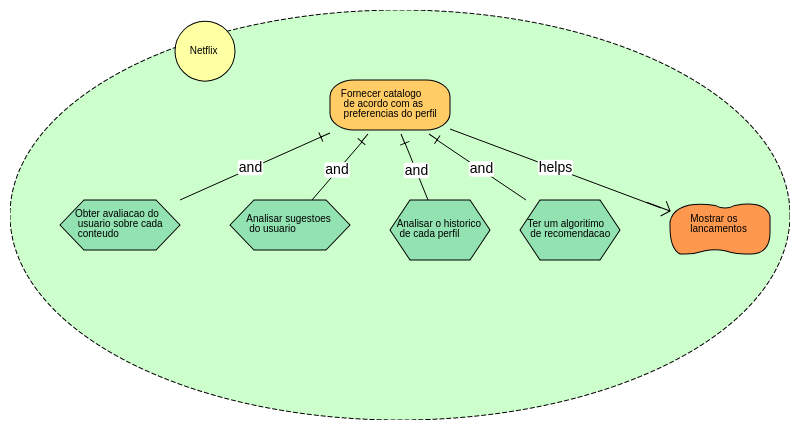 Netflix
Fornecer catalogo
de acordo com as
preferencias do perfil
and
and
and
and
helps
Obter avaliacao do
usuario sobre cada
conteudo
Analisar sugestoes
do usuario
Analisar o historico
de cada perfil
Ter um algoritimo
de recomendacao
Mostrar os
lancamentos